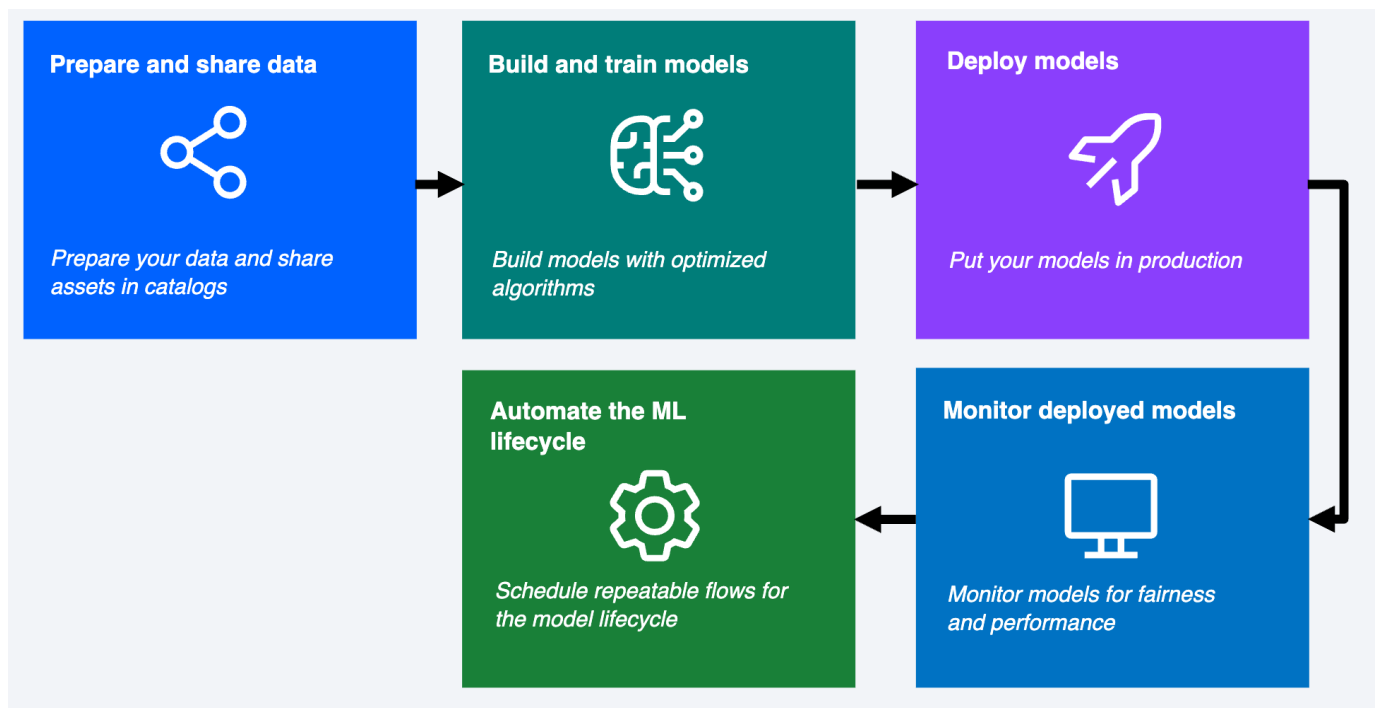 Prepare and share data
Prepare your data and share
assets in catalogs
Build and train models
Build models with optimized
algorithms
Deploy models
Put your models in production
Monitor deployed models
Monitor models for fairness
and performance
Automate the ML
lifecycle
Schedule repeatable flows for
the model lifecycle